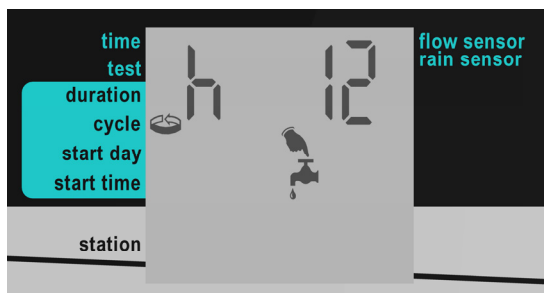 time
test
duration
cycle
start day
start time
station
h 12
flow sensor
rain sensor